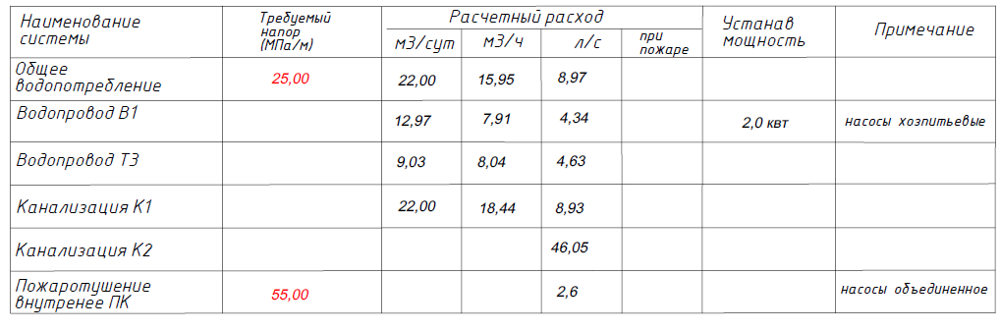 Наименование системы
Требуемый напор (МПа/м)
Расчетный расход
м3/сут
м3/ч
л/с
при пожаре
Устанав мощность
Примечание
Общее водопотребление
25,00
22,00
15,95
8,97
Водопровод В1
12,97
7,91
4,34
2,0 квт
насосы хозпитьевые
Водопровод Т3
9,03
8,04
4,63
Канализация К1
22,00
18,44
8,93
Канализация К2
46,05
Пожаротушение внутренее ПК
55,00
2,6
насосы объединенное